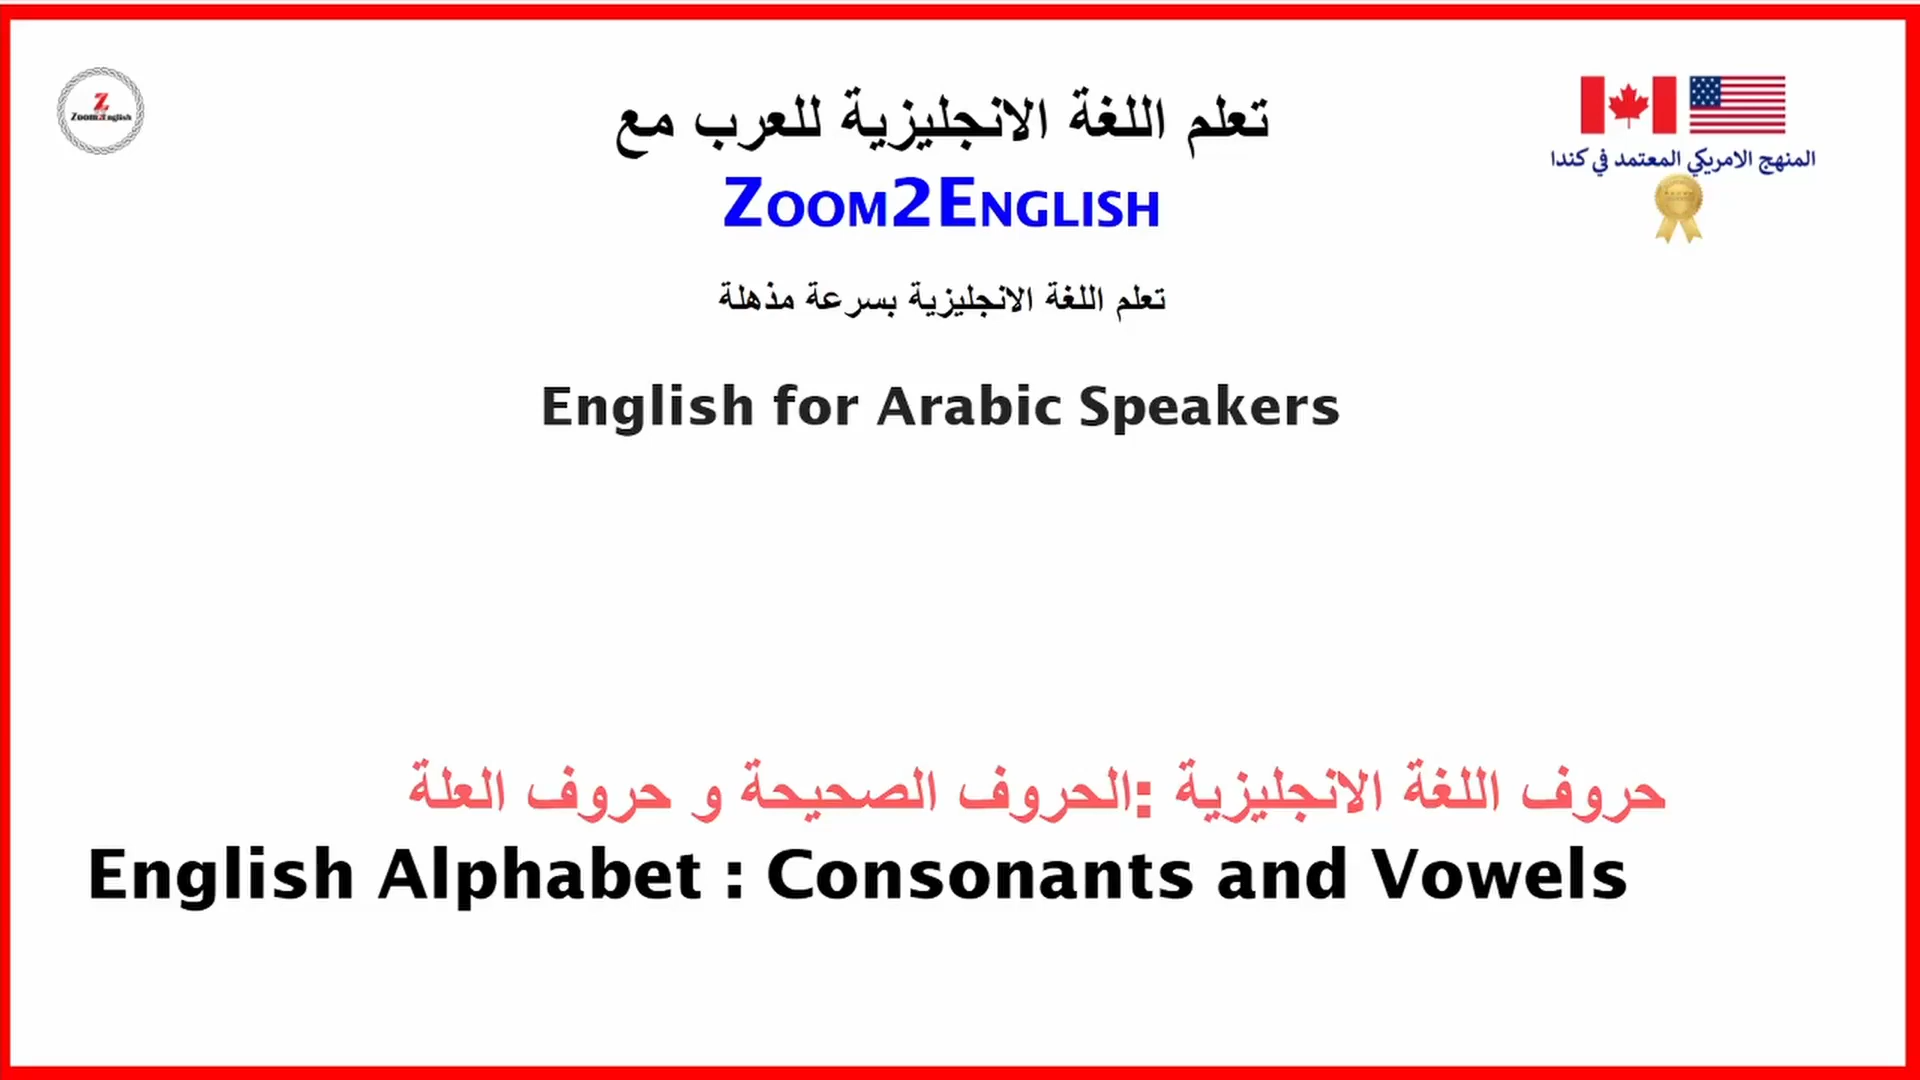 Z
Zoom2English
تعلم اللغة الانجليزية للعرب مع
ZOOM2ENGLISH
المنهج الامريكي المعتمد في كندا
تعلم اللغة الانجليزية بسرعة مذهلة
English for Arabic Speakers
حروف اللغة الانجليزية :الحروف الصحيحة و حروف العلة
English Alphabet : Consonants and Vowels